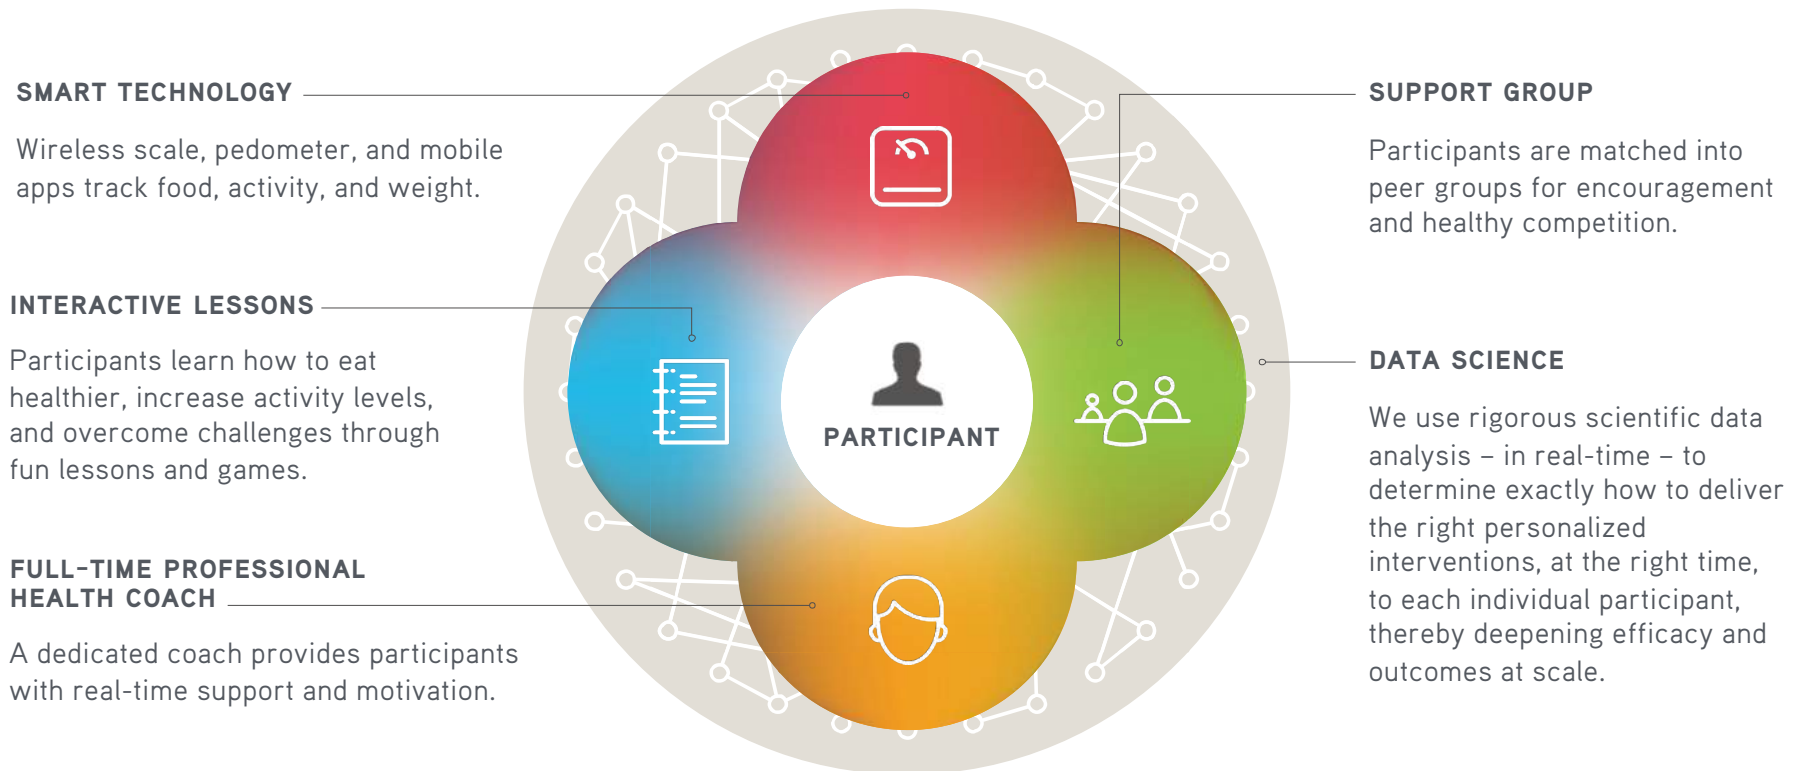 SMART TECHNOLOGY
Wireless scale, pedometer, and mobile
apps track food, activity, and weight.
INTERACTIVE LESSONS
Participants learn how to eat
healthier, increase activity levels,
and overcome challenges through
fun lessons and games.
FULL-TIME PROFESSIONAL
HEALTH COACH
A dedicated coach provides participants
with real-time support and motivation.
PARTICIPANT
SUPPORT GROUP
Participants are matched into
peer groups for encouragement
and healthy competition.
DATA SCIENCE
We use rigorous scientific data
analysis – in real-time – to
determine exactly how to deliver
the right personalized
interventions, at the right time,
to each individual participant,
thereby deepening efficacy and
outcomes at scale.